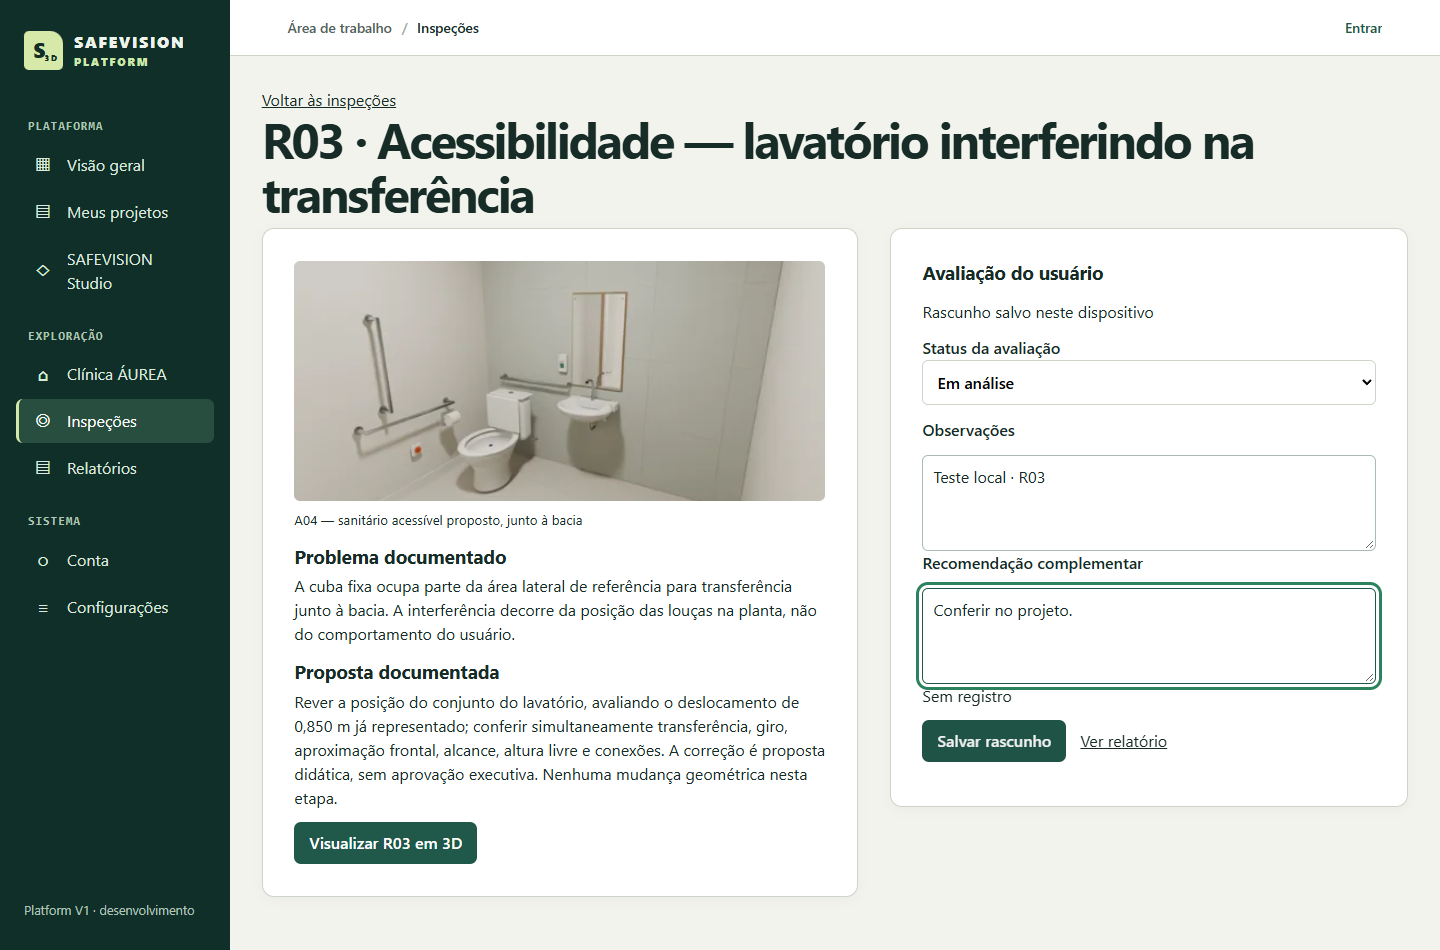 S3D
SAFEVISION
PLATFORM
PLATAFORMA
Visão geral
Meus projetos
SAFEVISION
Studio
EXPLORAÇÃO
Clínica ÁUREA
Inspeções
Relatórios
SISTEMA
Conta
Configurações
Platform V1 · desenvolvimento
Área de trabalho / Inspeções
Entrar
Voltar às inspeções
R03 · Acessibilidade — lavatório interferindo na
transferência
A04 — sanitário acessível proposto, junto à bacia
Problema documentado
A cuba fixa ocupa parte da área lateral de referência para transferência
junto à bacia. A interferência decorre da posição das louças na planta, não
do comportamento do usuário.
Proposta documentada
Rever a posição do conjunto do lavatório, avaliando o deslocamento de
0,850 m já representado; conferir simultaneamente transferência, giro,
aproximação frontal, alcance, altura livre e conexões. A correção é proposta
didática, sem aprovação executiva. Nenhuma mudança geométrica nesta
etapa.
Visualizar R03 em 3D
Avaliação do usuário
Rascunho salvo neste dispositivo
Status da avaliação
Em análise
Observações
Teste local · R03
Recomendação complementar
Conferir no projeto.
Sem registro
Salvar rascunho
Ver relatório